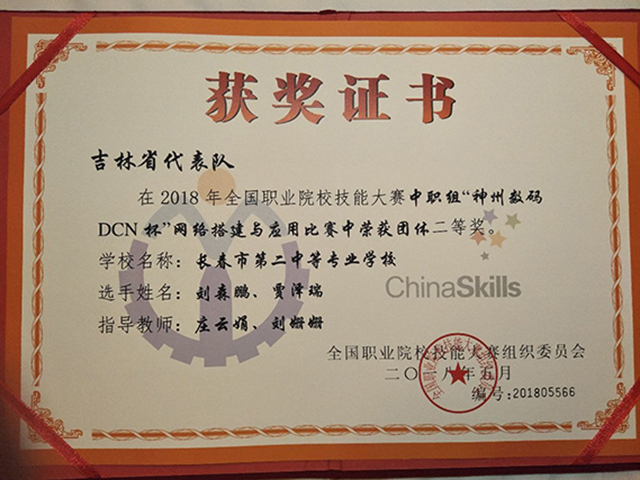 获奖证书
吉林省代表队
在2018年全国职业院校技能大赛中职组“神州数码
DCN杯”网络搭建与应用比赛中荣获团体二等奖。
学校名称：长春市第二中等专业学校
ChinaSkills
选手姓名：刘森鹏、贾泽瑞
指导教师：庄云娟、刘姗姗
全国职业院校技能大赛组织委员会
二〇一八年五月
编号:201805566